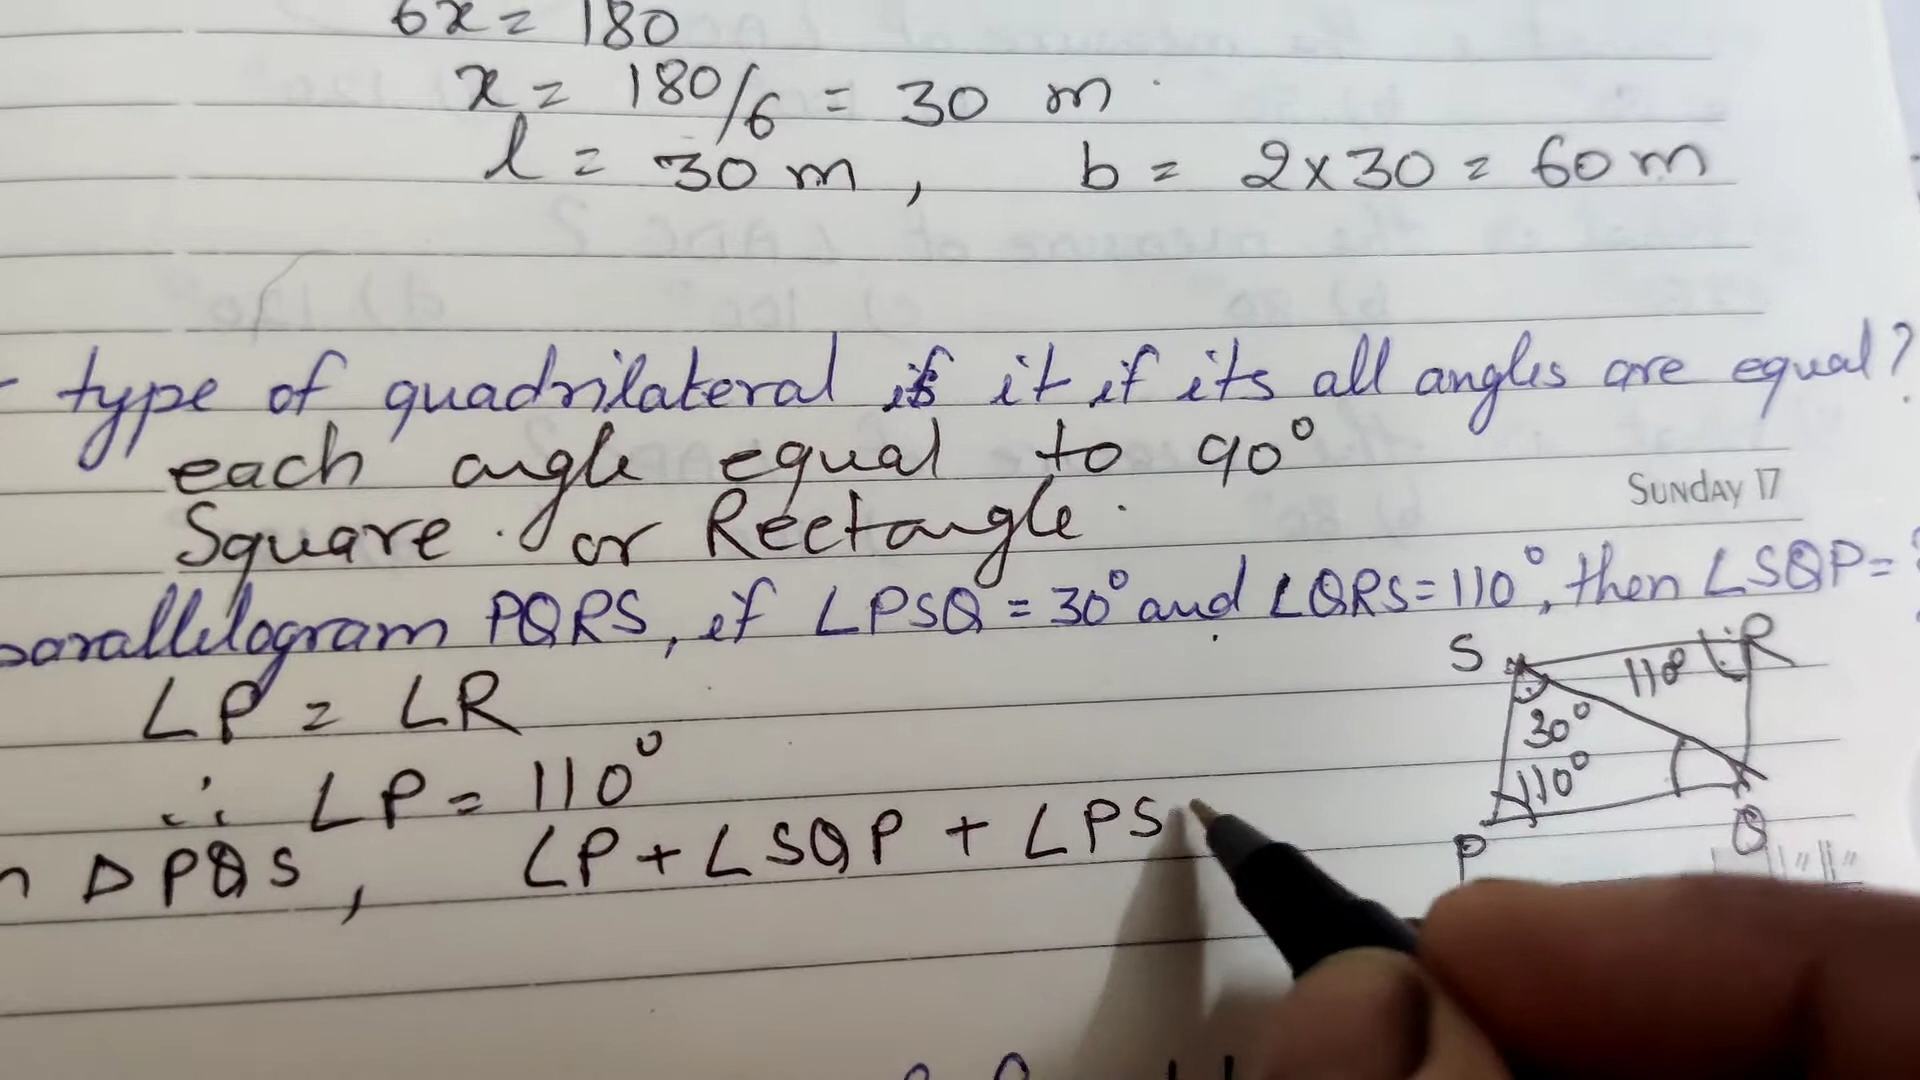 6x = 180
x = 180/6 = 30 m
l = 30 m, b = 2x30 = 60m
type of quadrilateral is it if its all angles are equal?
each angle equal to 90°
SUNDAY 17
Square or Rectangle.
parallelogram PQRS, if ∠PSQ = 30° and ∠QRS = 110°, then ∠SQP = ?
S 110° R
∠P = ∠R
30°
∴ ∠P = 110°
110°
P Q
∆ PQS, ∠P + ∠SQP + ∠PS